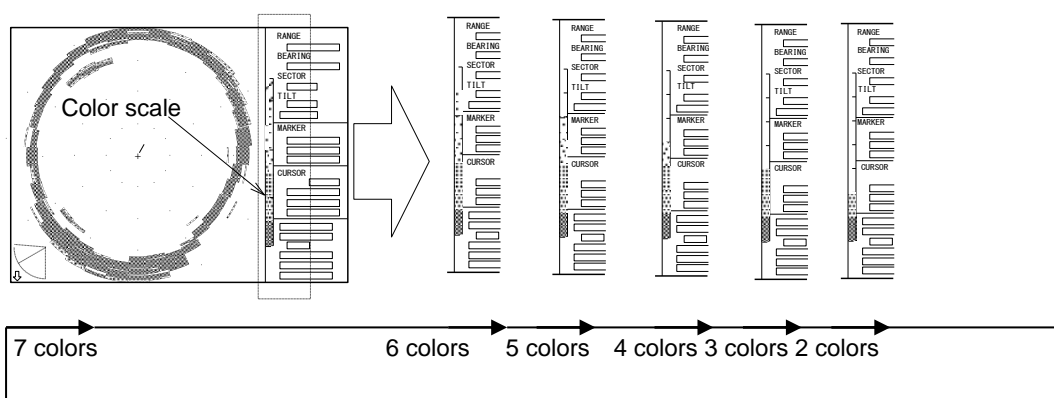 RANGE
BEARING
SECTOR
TILT
MARKER
CURSOR
Color scale
RANGE
BEARING
SECTOR
TILT
MARKER
CURSOR
RANGE
BEARING
SECTOR
TILT
MARKER
CURSOR
RANGE
BEARING
SECTOR
TILT
MARKER
CURSOR
RANGE
BEARING
SECTOR
TILT
MARKER
CURSOR
RANGE
BEARING
SECTOR
TILT
MARKER
CURSOR
7 colors
6 colors
5 colors
4 colors
3 colors
2 colors